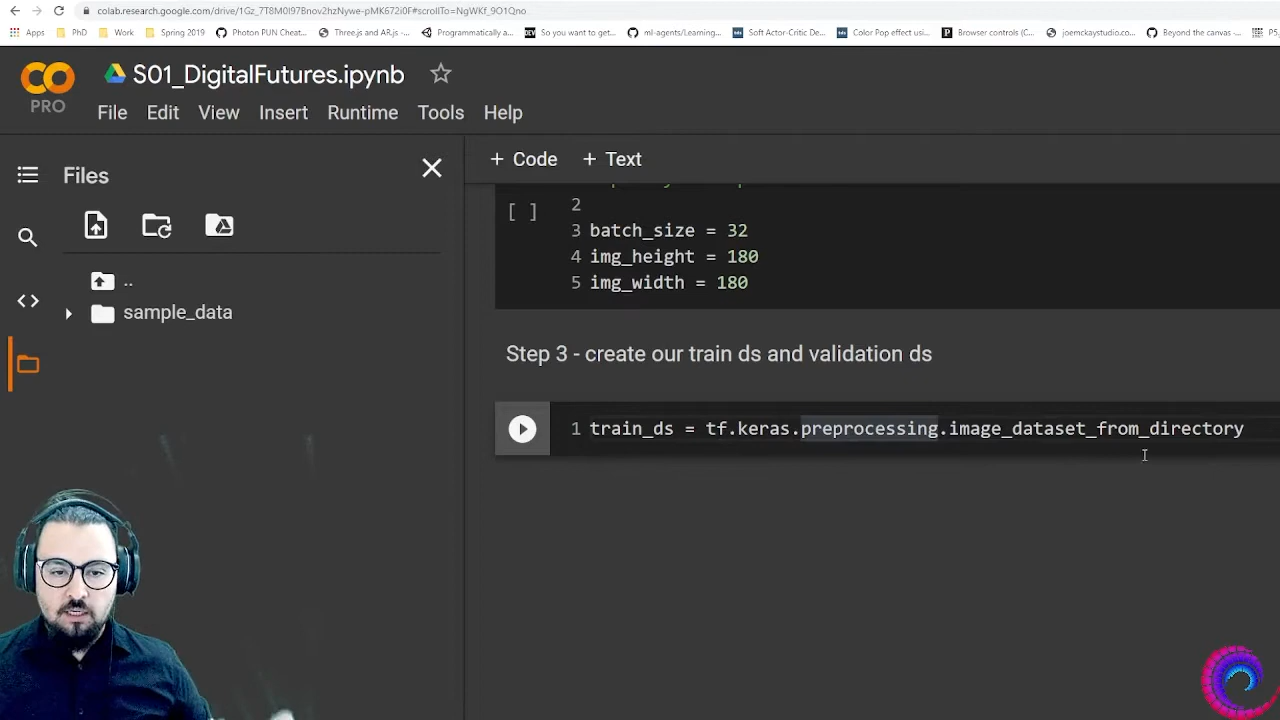 colab.research.google.com/drive/1Gz_7T8M0I97Bnov2hzNywe-pMK672i0F#scrollTo=NgWKf_9O1Qno
Apps PhD Work Spring 2019 Photon PUN Cheat... Three.js and AR.js -... Programmatically a... So you want to get... ml-agents/Learning... Soft Actor-Critic De... Color Pop effect usi... Browser controls (C... joemckaystudio.co... Beyond the canvas -...
CO PRO
S01_DigitalFutures.ipynb
File Edit View Insert Runtime Tools Help
Files
..
sample_data
+ Code + Text
[ ]
2
3 batch_size = 32
4 img_height = 180
5 img_width = 180
Step 3 - create our train ds and validation ds
1 train_ds = tf.keras.preprocessing.image_dataset_from_directory